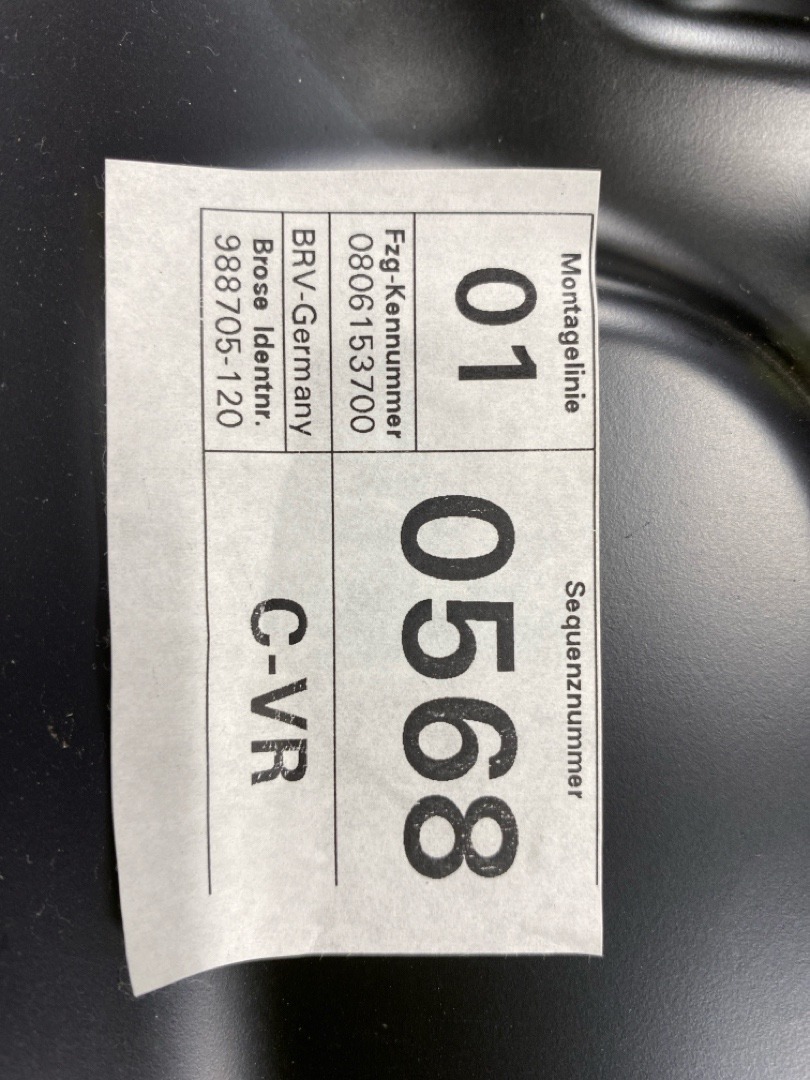 Montagelinie
01
Fzg-Kennummer
0806153700
BRV-Germany
Brose Identnr.
988705-120
Sequenznummer
0568
C-VR